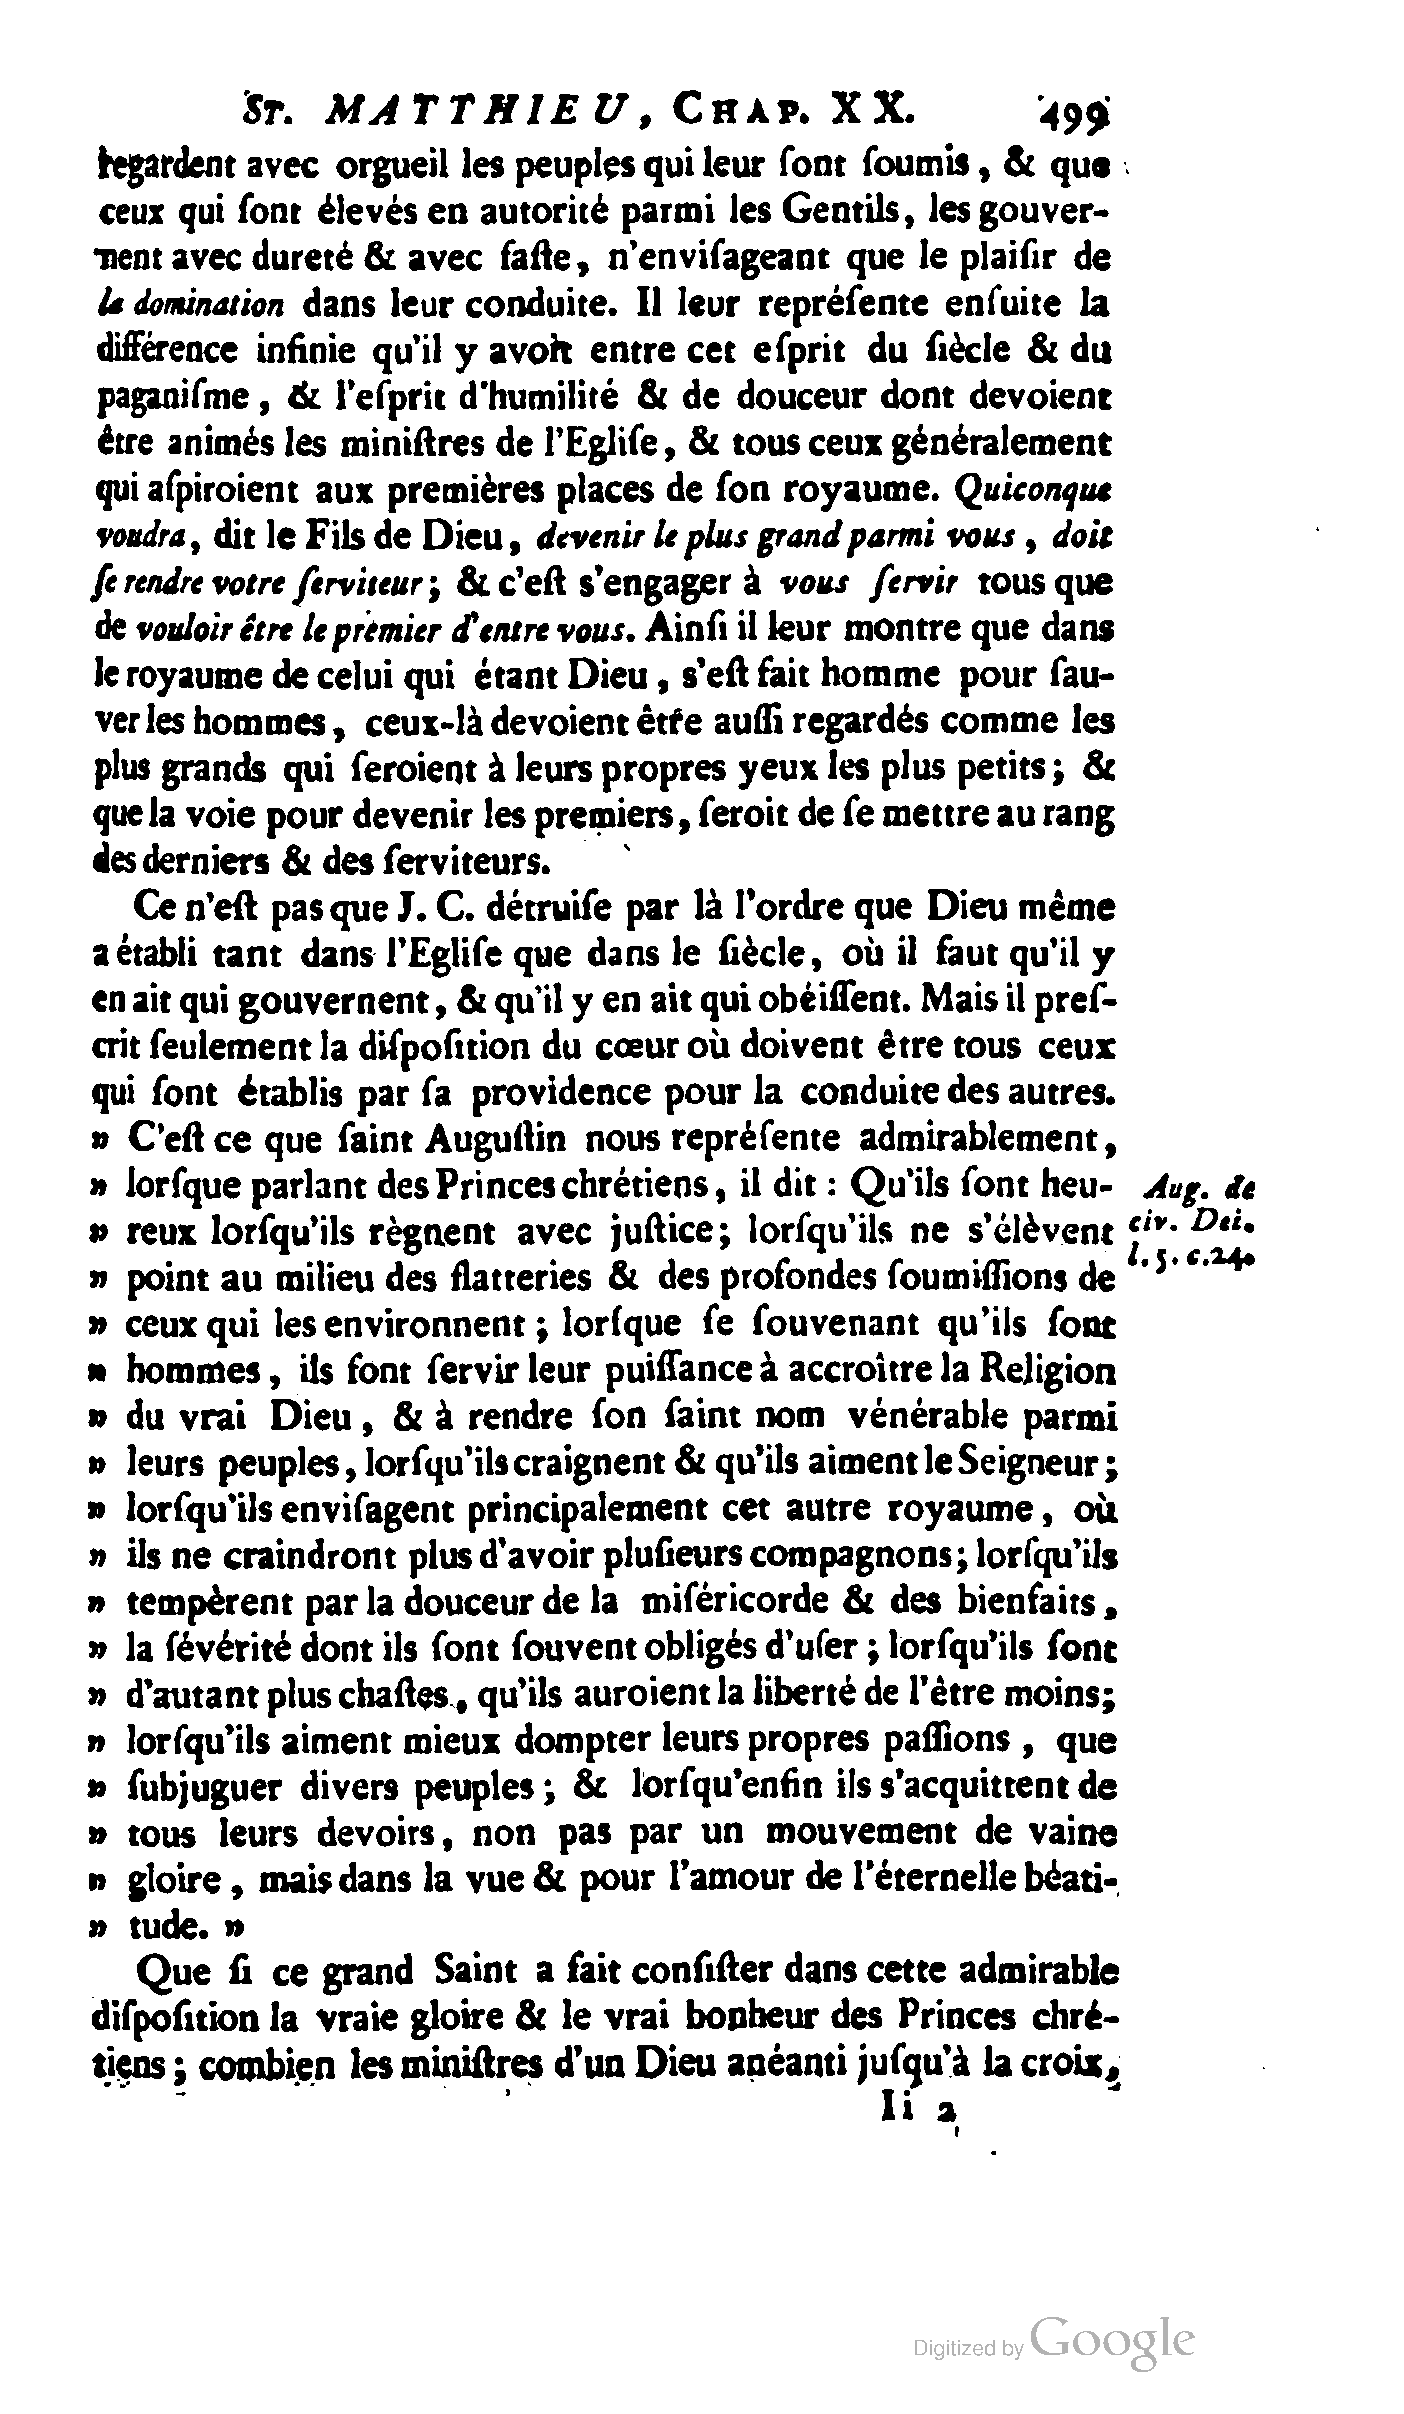 ST. MATTHIEU, CHAP. XX. 499
regardent avec orgueil les peuples qui leur ſont ſoumis, & que
ceux qui ſont élevés en autorité parmi les Gentils, les gouver-
nent avec dureté & avec faſte, n'enviſageant que le plaiſir de
la domination dans leur conduite. Il leur repréſente enſuite la
différence infinie qu'il y avoit entre cet eſprit du ſiècle & du
paganiſme, & l'eſprit d'humilité & de douceur dont devoient
être animés les miniſtres de l'Egliſe, & tous ceux généralement
qui aſpiroient aux premières places de ſon royaume. Quiconque
voudra, dit le Fils de Dieu, devenir le plus grand parmi vous, doit
ſe rendre votre ſerviteur; & c'eſt s'engager à vous ſervir tous que
de vouloir être le premier d'entre vous. Ainſi il leur montre que dans
le royaume de celui qui étant Dieu, s'eſt fait homme pour ſau-
ver les hommes, ceux-là devoient être auſſi regardés comme les
plus grands qui ſeroient à leurs propres yeux les plus petits; &
que la voie pour devenir les premiers, ſeroit de ſe mettre au rang
des derniers & des ſerviteurs.
Ce n'eſt pas que J. C. détruiſe par là l'ordre que Dieu même
a établi tant dans l'Egliſe que dans le ſiècle, où il faut qu'il y
en ait qui gouvernent, & qu'il y en ait qui obéiſſent. Mais il preſ-
crit ſeulement la diſpoſition du cœur où doivent être tous ceux
qui ſont établis par ſa providence pour la conduite des autres.
» C'eſt ce que ſaint Auguſtin nous repréſente admirablement,
» lorſque parlant des Princes chrétiens, il dit : Qu'ils ſont heu-
» reux lorſqu'ils règnent avec juſtice; lorſqu'ils ne s'élèvent
» point au milieu des flatteries & des profondes ſoumiſſions de
» ceux qui les environnent; lorſque ſe ſouvenant qu'ils ſont
» hommes, ils font ſervir leur puiſſance à accroître la Religion
» du vrai Dieu, & à rendre ſon ſaint nom vénérable parmi
» leurs peuples, lorſqu'ils craignent & qu'ils aiment le Seigneur;
» lorſqu'ils enviſagent principalement cet autre royaume, où
» ils ne craindront plus d'avoir pluſieurs compagnons; lorſqu'ils
» tempèrent par la douceur de la miſéricorde & des bienfaits,
» la ſévérité dont ils ſont ſouvent obligés d'uſer; lorſqu'ils ſont
» d'autant plus chaſtes, qu'ils auroient la liberté de l'être moins;
» lorſqu'ils aiment mieux dompter leurs propres paſſions, que
» ſubjuguer divers peuples; & lorſqu'enfin ils s'acquittent de
» tous leurs devoirs, non pas par un mouvement de vaine
» gloire, mais dans la vue & pour l'amour de l'éternelle béati-
» tude. »
Aug. de
civ. Dei.
l. 5. c. 24.
Que ſi ce grand Saint a fait conſiſter dans cette admirable
diſpoſition la vraie gloire & le vrai bonheur des Princes chré-
tiens; combien les miniſtres d'un Dieu anéanti juſqu'à la croix,
Ii 2
Digitized by Google